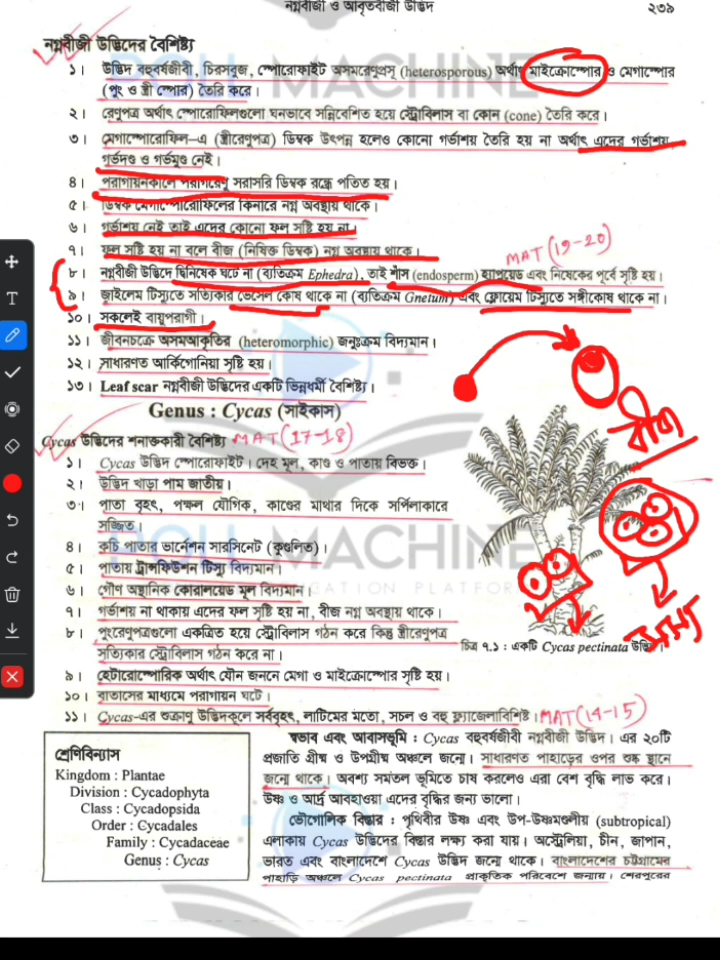 নগ্নবীজী ও আবৃতবীজী উদ্ভিদ ২৩৯
নগ্নবীজী উদ্ভিদের বৈশিষ্ট্য
১। উদ্ভিদ বহুবর্ষজীবী, চিরসবুজ, স্পোরোফাইট অসমরেণুপ্রসূ (heterosporous) অর্থাৎ মাইক্রোস্পোর ও মেগাস্পোর
(পুং ও স্ত্রী স্পোর) তৈরি করে।
২। রেণুপত্র অর্থাৎ স্পোরোফিলগুলো ঘনভাবে সন্নিবেশিত হয়ে স্ট্রোবিলাস বা কোন (cone) তৈরি করে।
৩। মেগাস্পোরোফিল-এ (স্ত্রীরেণুপত্র) ডিম্বক উৎপন্ন হলেও কোনো গর্ভাশয় তৈরি হয় না অর্থাৎ এদের গর্ভাশয়,
গর্ভদণ্ড ও গর্ভমুণ্ড নেই।
৪। পরাগায়নকালে পরাগরেণু সরাসরি ডিম্বক রন্ধ্রে পতিত হয়।
৫। ডিম্বক মেগাস্পোরোফিলের কিনারে নগ্ন অবস্থায় থাকে।
৬। গর্ভাশয় নেই তাই এদের কোনো ফল সৃষ্টি হয় না।
৭। ফল সৃষ্টি হয় না বলে বীজ (নিষিক্ত ডিম্বক) নগ্ন অবস্থায় থাকে।
MAT (19-20)
৮। নগ্নবীজী উদ্ভিদে দ্বিনিষেক ঘটে না (ব্যতিক্রম Ephedra), তাই শাঁস (endosperm) হ্যাপ্লয়েড এবং নিষেকের পূর্বে সৃষ্টি হয়।
৯। জাইলেম টিস্যুতে সত্যিকার ভেসেল কোষ থাকে না (ব্যতিক্রম Gnetum) এবং ফ্লোয়েম টিস্যুতে সঙ্গীকোষ থাকে না।
১০। সকলেই বায়ুপরাগী।
১১। জীবনচক্রে অসমআকৃতির (heteromorphic) জনুঃক্রম বিদ্যমান।
১২। সাধারণত আর্কিগোনিয়া সৃষ্টি হয়।
১৩। Leaf scar নগ্নবীজী উদ্ভিদের একটি ভিন্নধর্মী বৈশিষ্ট্য।
বীজ
Genus : Cycas (সাইকাস)
Cycas উদ্ভিদের শনাক্তকারী বৈশিষ্ট্য MAT (17-18)
১। Cycas উদ্ভিদ স্পোরোফাইট। দেহ মূল, কাণ্ড ও পাতায় বিভক্ত।
২। উদ্ভিদ খাড়া পাম জাতীয়।
৩। পাতা বৃহৎ, পক্ষল যৌগিক, কাণ্ডের মাথার দিকে সর্পিলাকারে
সজ্জিত।
৪। কচি পাতার ভার্নেশন সারসিনেট (কুণ্ডলিত)।
৫। পাতায় ট্রান্সফিউশন টিস্যু বিদ্যমান।
৬। গৌণ অস্থানিক কোরালয়েড মূল বিদ্যমান।
৭। গর্ভাশয় না থাকায় এদের ফল সৃষ্টি হয় না, বীজ নগ্ন অবস্থায় থাকে।
৮। পুংরেণুপত্রগুলো একত্রিত হয়ে স্ট্রোবিলাস গঠন করে কিন্তু স্ত্রীরেণুপত্র
সত্যিকার স্ট্রোবিলাস গঠন করে না।
চিত্র ৭.১ : একটি Cycas pectinata উদ্ভিদ
৯। হেটারোস্পোরিক অর্থাৎ যৌন জননে মেগা ও মাইক্রোস্পোর সৃষ্টি হয়।
১০। বাতাসের মাধ্যমে পরাগায়ন ঘটে।
১১। Cycas-এর শুক্রাণু উদ্ভিদকূলে সর্ববৃহৎ, লাটিমের মতো, সচল ও বহু ফ্ল্যাজেলাবিশিষ্ট। MAT (14-15)
শ্রেণিবিন্যাস
Kingdom : Plantae
Division : Cycadophyta
Class : Cycadopsida
Order : Cycadales
Family : Cycadaceae
Genus : Cycas
স্বভাব এবং আবাসভূমি : Cycas বহুবর্ষজীবী নগ্নবীজী উদ্ভিদ। এর ২০টি
প্রজাতি গ্রীষ্ম ও উপগ্রীষ্ম অঞ্চলে জন্মে। সাধারণত পাহাড়ের ওপর শুষ্ক স্থানে
জন্মে থাকে। অবশ্য সমতল ভূমিতে চাষ করলেও এরা বেশ বৃদ্ধি লাভ করে।
উষ্ণ ও আর্দ্র আবহাওয়া এদের বৃদ্ধির জন্য ভালো।
ভৌগোলিক বিস্তার : পৃথিবীর উষ্ণ এবং উপ-উষ্ণমণ্ডলীয় (subtropical)
এলাকায় Cycas উদ্ভিদের বিস্তার লক্ষ্য করা যায়। অস্ট্রেলিয়া, চীন, জাপান,
ভারত এবং বাংলাদেশে Cycas উদ্ভিদ জন্মে থাকে। বাংলাদেশের চট্টগ্রামের
পাহাড়ি অঞ্চলে Cycas pectinata প্রাকৃতিক পরিবেশে জন্মায়। শেরপুরের